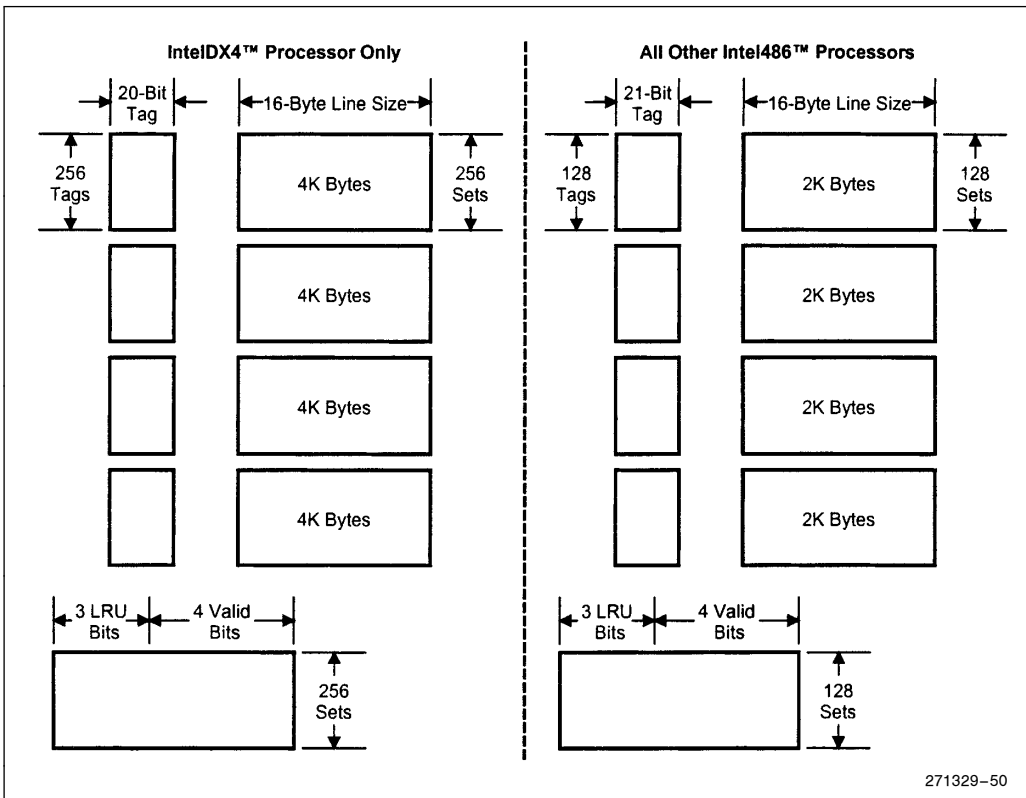 IntelDX4™ Processor Only
20-Bit
Tag
16-Byte Line Size
256
Tags
4K Bytes
256
Sets
4K Bytes
4K Bytes
4K Bytes
3 LRU
Bits
4 Valid
Bits
256
Sets
All Other Intel486™ Processors
21-Bit
Tag
16-Byte Line Size
128
Tags
2K Bytes
128
Sets
2K Bytes
2K Bytes
2K Bytes
3 LRU
Bits
4 Valid
Bits
128
Sets
271329–50